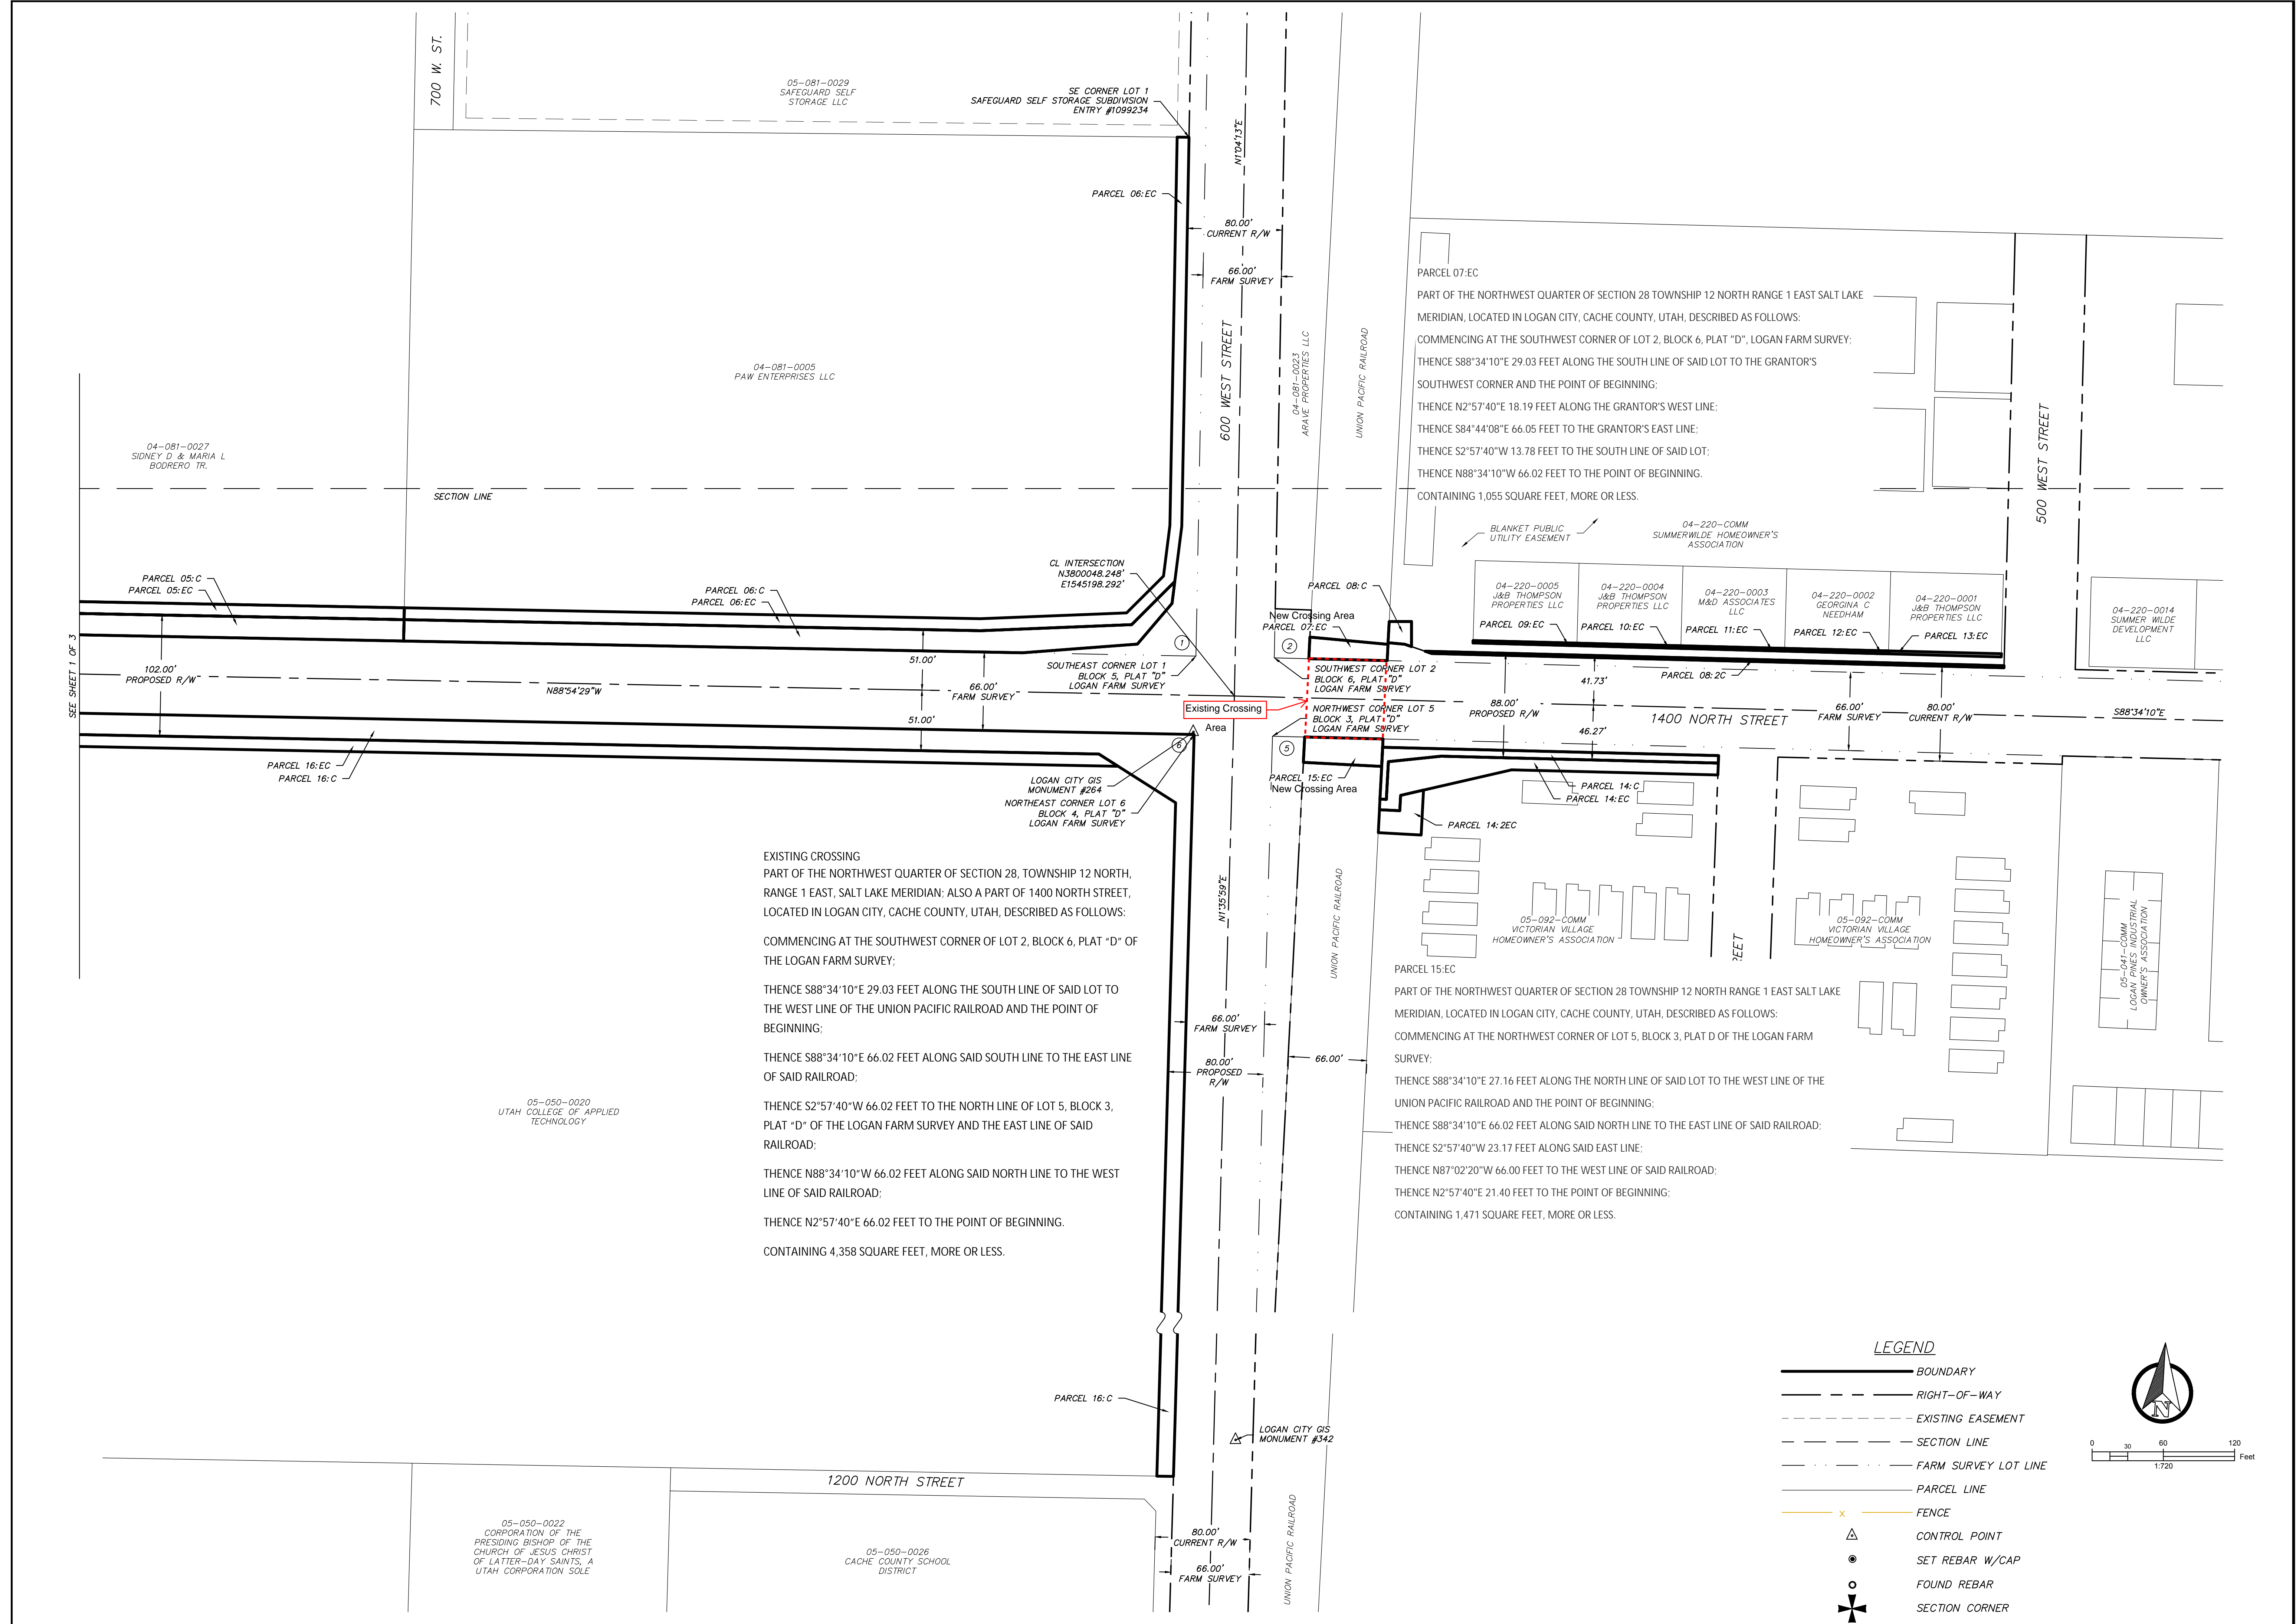 700 W. ST.
05-081-0029
SAFEGUARD SELF
STORAGE LLC
SE CORNER LOT 1
SAFEGUARD SELF STORAGE SUBDIVISION
ENTRY #1099234
N1°04'13"E
PARCEL 06:EC
80.00'
CURRENT R/W
66.00'
FARM SURVEY
600 WEST STREET
04-081-0023
ARAVE PROPERTIES LLC
UNION PACIFIC RAILROAD
04-081-0005
PAW ENTERPRISES LLC
04-081-0027
SIDNEY D & MARIA L
BODRERO TR.
SECTION LINE
PARCEL 07:EC
PART OF THE NORTHWEST QUARTER OF SECTION 28 TOWNSHIP 12 NORTH RANGE 1 EAST SALT LAKE
MERIDIAN, LOCATED IN LOGAN CITY, CACHE COUNTY, UTAH, DESCRIBED AS FOLLOWS:
COMMENCING AT THE SOUTHWEST CORNER OF LOT 2, BLOCK 6, PLAT "D", LOGAN FARM SURVEY;
THENCE S88°34'10"E 29.03 FEET ALONG THE SOUTH LINE OF SAID LOT TO THE GRANTOR'S
SOUTHWEST CORNER AND THE POINT OF BEGINNING;
THENCE N2°57'40"E 18.19 FEET ALONG THE GRANTOR'S WEST LINE;
THENCE S84°44'08"E 66.05 FEET TO THE GRANTOR'S EAST LINE;
THENCE S2°57'40"W 13.78 FEET TO THE SOUTH LINE OF SAID LOT;
THENCE N88°34'10"W 66.02 FEET TO THE POINT OF BEGINNING.
CONTAINING 1,055 SQUARE FEET, MORE OR LESS.
500 WEST STREET
BLANKET PUBLIC
UTILITY EASEMENT
04-220-COMM
SUMMERWILDE HOMEOWNER'S
ASSOCIATION
CL INTERSECTION
N3800048.248'
E1545198.292'
PARCEL 05:C
PARCEL 05:EC
PARCEL 06:C
PARCEL 06:EC
PARCEL 08:C
New Crossing Area
PARCEL 07:EC
04-220-0005
J&B THOMPSON
PROPERTIES LLC
04-220-0004
J&B THOMPSON
PROPERTIES LLC
04-220-0003
M&D ASSOCIATES
LLC
04-220-0002
GEORGINA C
NEEDHAM
04-220-0001
J&B THOMPSON
PROPERTIES LLC
04-220-0014
SUMMER WILDE
DEVELOPMENT
LLC
PARCEL 09:EC
PARCEL 10:EC
PARCEL 11:EC
PARCEL 12:EC
PARCEL 13:EC
SEE SHEET 1 OF 3
102.00'
PROPOSED R/W
N88°54'29"W
51.00'
66.00'
FARM SURVEY
51.00'
1
2
SOUTHEAST CORNER LOT 1
BLOCK 5, PLAT "D"
LOGAN FARM SURVEY
SOUTHWEST CORNER LOT 2
BLOCK 6, PLAT "D"
LOGAN FARM SURVEY
Existing Crossing
Area
NORTHWEST CORNER LOT 5
BLOCK 3, PLAT "D"
LOGAN FARM SURVEY
88.00'
PROPOSED R/W
41.73'
46.27'
PARCEL 08:2C
1400 NORTH STREET
66.00'
FARM SURVEY
80.00'
CURRENT R/W
S88°34'10"E
6
5
PARCEL 16:EC
PARCEL 16:C
LOGAN CITY GIS
MONUMENT #264
NORTHEAST CORNER LOT 6
BLOCK 4, PLAT "D"
LOGAN FARM SURVEY
PARCEL 15:EC
New Crossing Area
PARCEL 14:C
PARCEL 14:EC
PARCEL 14:2EC
EXISTING CROSSING
PART OF THE NORTHWEST QUARTER OF SECTION 28, TOWNSHIP 12 NORTH,
RANGE 1 EAST, SALT LAKE MERIDIAN; ALSO A PART OF 1400 NORTH STREET,
LOCATED IN LOGAN CITY, CACHE COUNTY, UTAH, DESCRIBED AS FOLLOWS:
COMMENCING AT THE SOUTHWEST CORNER OF LOT 2, BLOCK 6, PLAT “D” OF
THE LOGAN FARM SURVEY;
THENCE S88°34’10”E 29.03 FEET ALONG THE SOUTH LINE OF SAID LOT TO
THE WEST LINE OF THE UNION PACIFIC RAILROAD AND THE POINT OF
BEGINNING;
THENCE S88°34’10”E 66.02 FEET ALONG SAID SOUTH LINE TO THE EAST LINE
OF SAID RAILROAD;
THENCE S2°57’40”W 66.02 FEET TO THE NORTH LINE OF LOT 5, BLOCK 3,
PLAT “D” OF THE LOGAN FARM SURVEY AND THE EAST LINE OF SAID
RAILROAD;
THENCE N88°34’10”W 66.02 FEET ALONG SAID NORTH LINE TO THE WEST
LINE OF SAID RAILROAD;
THENCE N2°57’40”E 66.02 FEET TO THE POINT OF BEGINNING.
CONTAINING 4,358 SQUARE FEET, MORE OR LESS.
N1°35'59"E
UNION PACIFIC RAILROAD
66.00'
FARM SURVEY
80.00'
PROPOSED
R/W
66.00'
05-092-COMM
VICTORIAN VILLAGE
HOMEOWNER'S ASSOCIATION
REET
05-092-COMM
VICTORIAN VILLAGE
HOMEOWNER'S ASSOCIATION
05-041-COMM
LOGAN PINES INDUSTRIAL
OWNER'S ASSOCIATION
PARCEL 15:EC
PART OF THE NORTHWEST QUARTER OF SECTION 28 TOWNSHIP 12 NORTH RANGE 1 EAST SALT LAKE
MERIDIAN, LOCATED IN LOGAN CITY, CACHE COUNTY, UTAH, DESCRIBED AS FOLLOWS:
COMMENCING AT THE NORTHWEST CORNER OF LOT 5, BLOCK 3, PLAT D OF THE LOGAN FARM
SURVEY;
THENCE S88°34'10"E 27.16 FEET ALONG THE NORTH LINE OF SAID LOT TO THE WEST LINE OF THE
UNION PACIFIC RAILROAD AND THE POINT OF BEGINNING;
THENCE S88°34'10"E 66.02 FEET ALONG SAID NORTH LINE TO THE EAST LINE OF SAID RAILROAD;
THENCE S2°57'40"W 23.17 FEET ALONG SAID EAST LINE;
THENCE N87°02'20"W 66.00 FEET TO THE WEST LINE OF SAID RAILROAD;
THENCE N2°57'40"E 21.40 FEET TO THE POINT OF BEGINNING;
CONTAINING 1,471 SQUARE FEET, MORE OR LESS.
05-050-0020
UTAH COLLEGE OF APPLIED
TECHNOLOGY
PARCEL 16:C
LOGAN CITY GIS
MONUMENT #342
1200 NORTH STREET
05-050-0022
CORPORATION OF THE
PRESIDING BISHOP OF THE
CHURCH OF JESUS CHRIST
OF LATTER-DAY SAINTS, A
UTAH CORPORATION SOLE
05-050-0026
CACHE COUNTY SCHOOL
DISTRICT
80.00'
CURRENT R/W
66.00'
FARM SURVEY
UNION PACIFIC RAILROAD
LEGEND
BOUNDARY
RIGHT-OF-WAY
EXISTING EASEMENT
SECTION LINE
FARM SURVEY LOT LINE
PARCEL LINE
X FENCE
CONTROL POINT
SET REBAR W/CAP
FOUND REBAR
SECTION CORNER
N
0 30 60 120
Feet
1:720